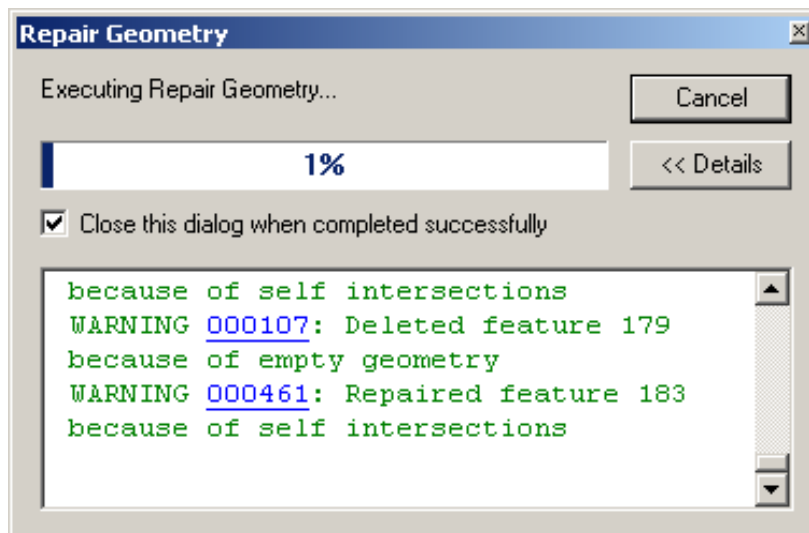 Repair Geometry
Executing Repair Geometry...
Cancel
1%
<< Details
Close this dialog when completed successfully
because of self intersections
WARNING 000107: Deleted feature 179
because of empty geometry
WARNING 000461: Repaired feature 183
because of self intersections